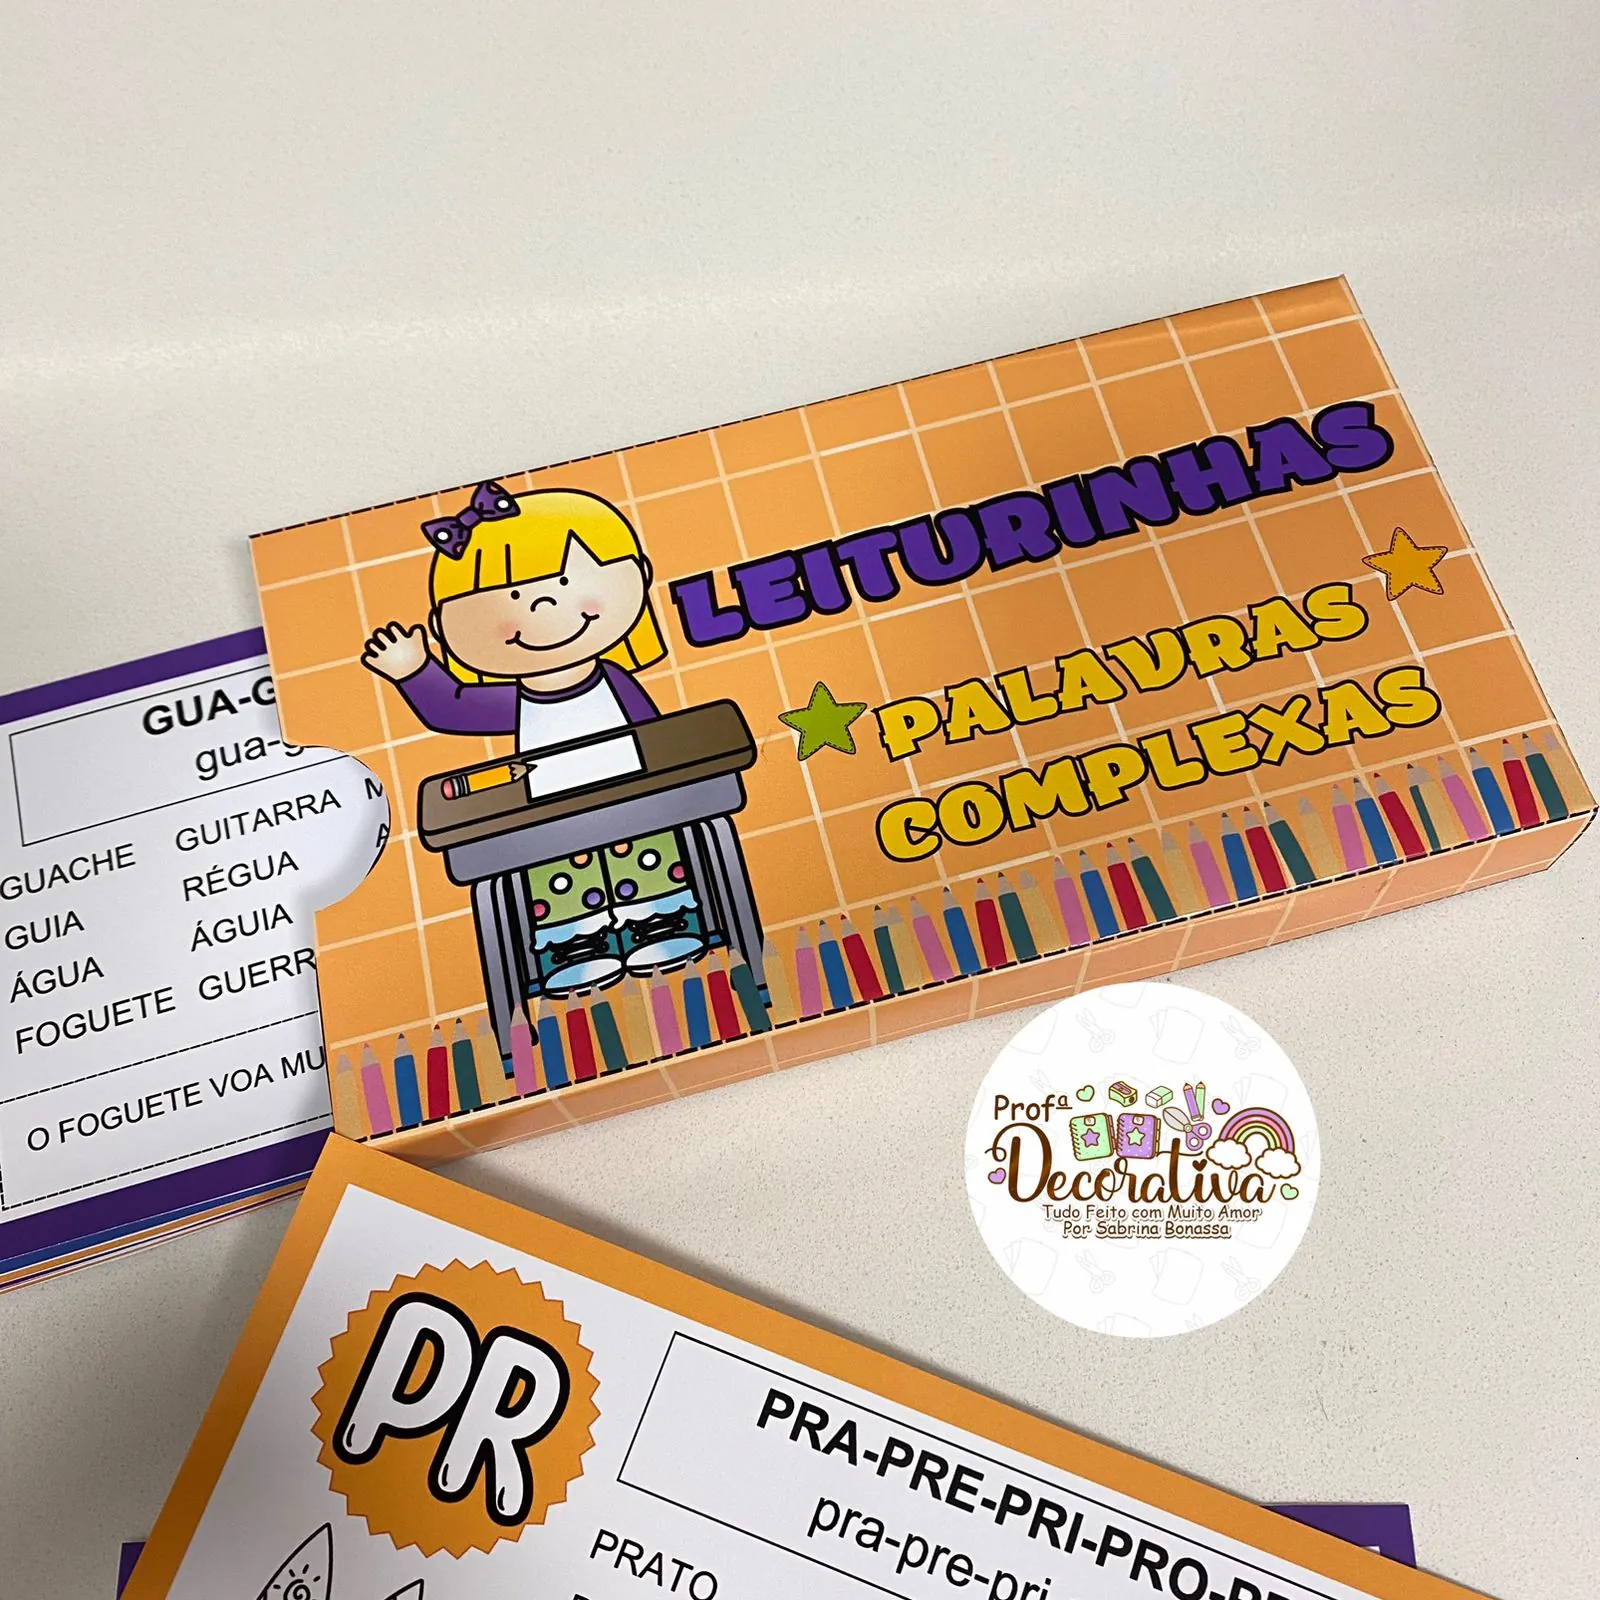 LEITURINHAS
PALAVRAS
COMPLEXAS
GUA-G
gua-g
GUACHE GUITARRA
GUIA RÉGUA
ÁGUA ÁGUIA
FOGUETE GUERR
O FOGUETE VOA MU
Profª
Decorativa
Tudo Feito com Muito Amor
Por Sabrina Bonassa
PR
PRA-PRE-PRI-PRO-
pra-pre-pri
PRATO